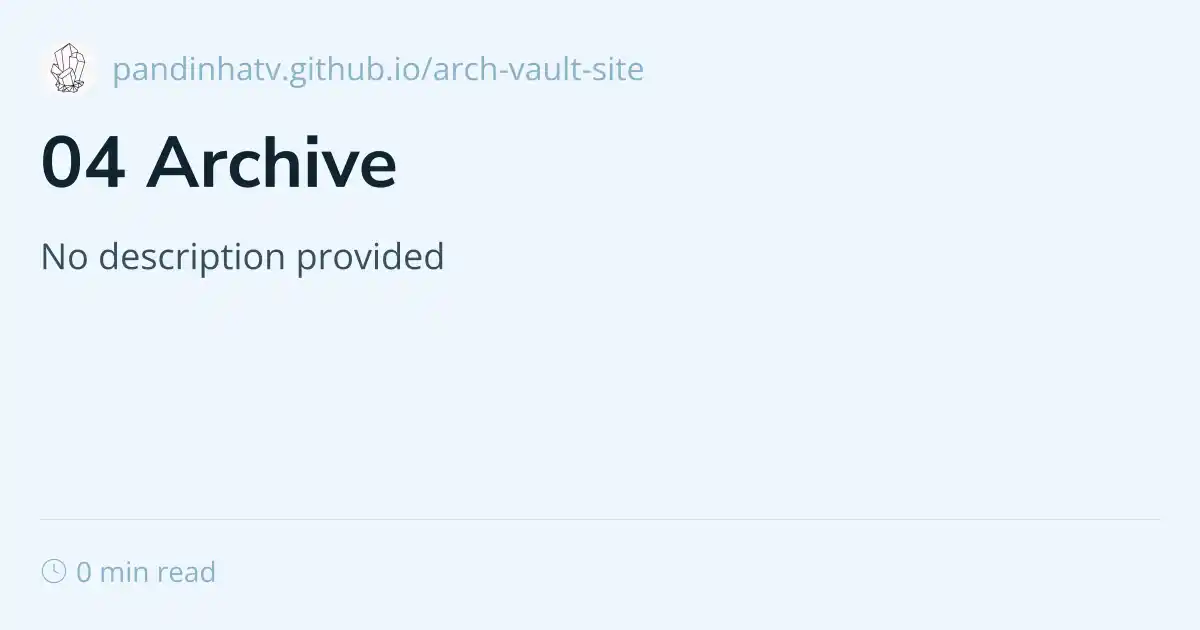 pandinhatv.github.io/arch-vault-site
04 Archive
No description provided
0 min read